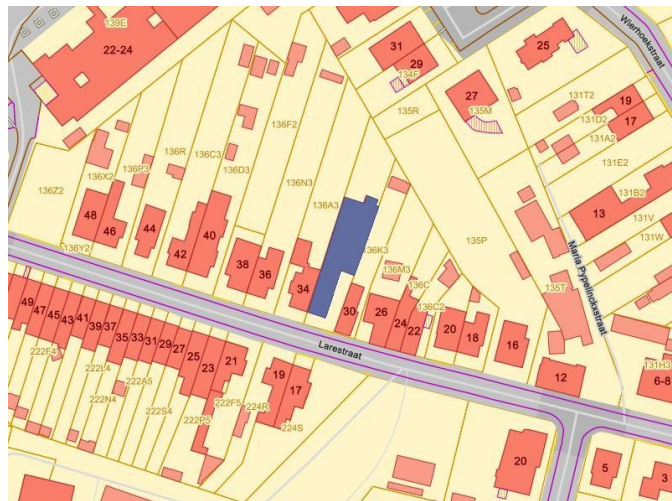 139E
22-24
31
29
134F
135R
25
Wierhoekstraat
27
135M
131T2
19
131D2
17
131A2
131E2
136F2
136C3
136R
136D3
136P3
136X2
136Z2
136N3
136A3
131B2
13
131V
131W
48
46
44
42
40
38
36
34
136K3
136M3
136C
136C2
135P
135T
Maria Pypelinckxstraat
136Y2
30
26
24
22
20
18
16
12
131H3
6-8
49
47
45
43
41
39
37
35
33
31
29
27
25
23
21
Larestraat
222F4
222L4
222A5
222N4
222S4
222P5
222F5
224R
19
17
224S
20
5
3